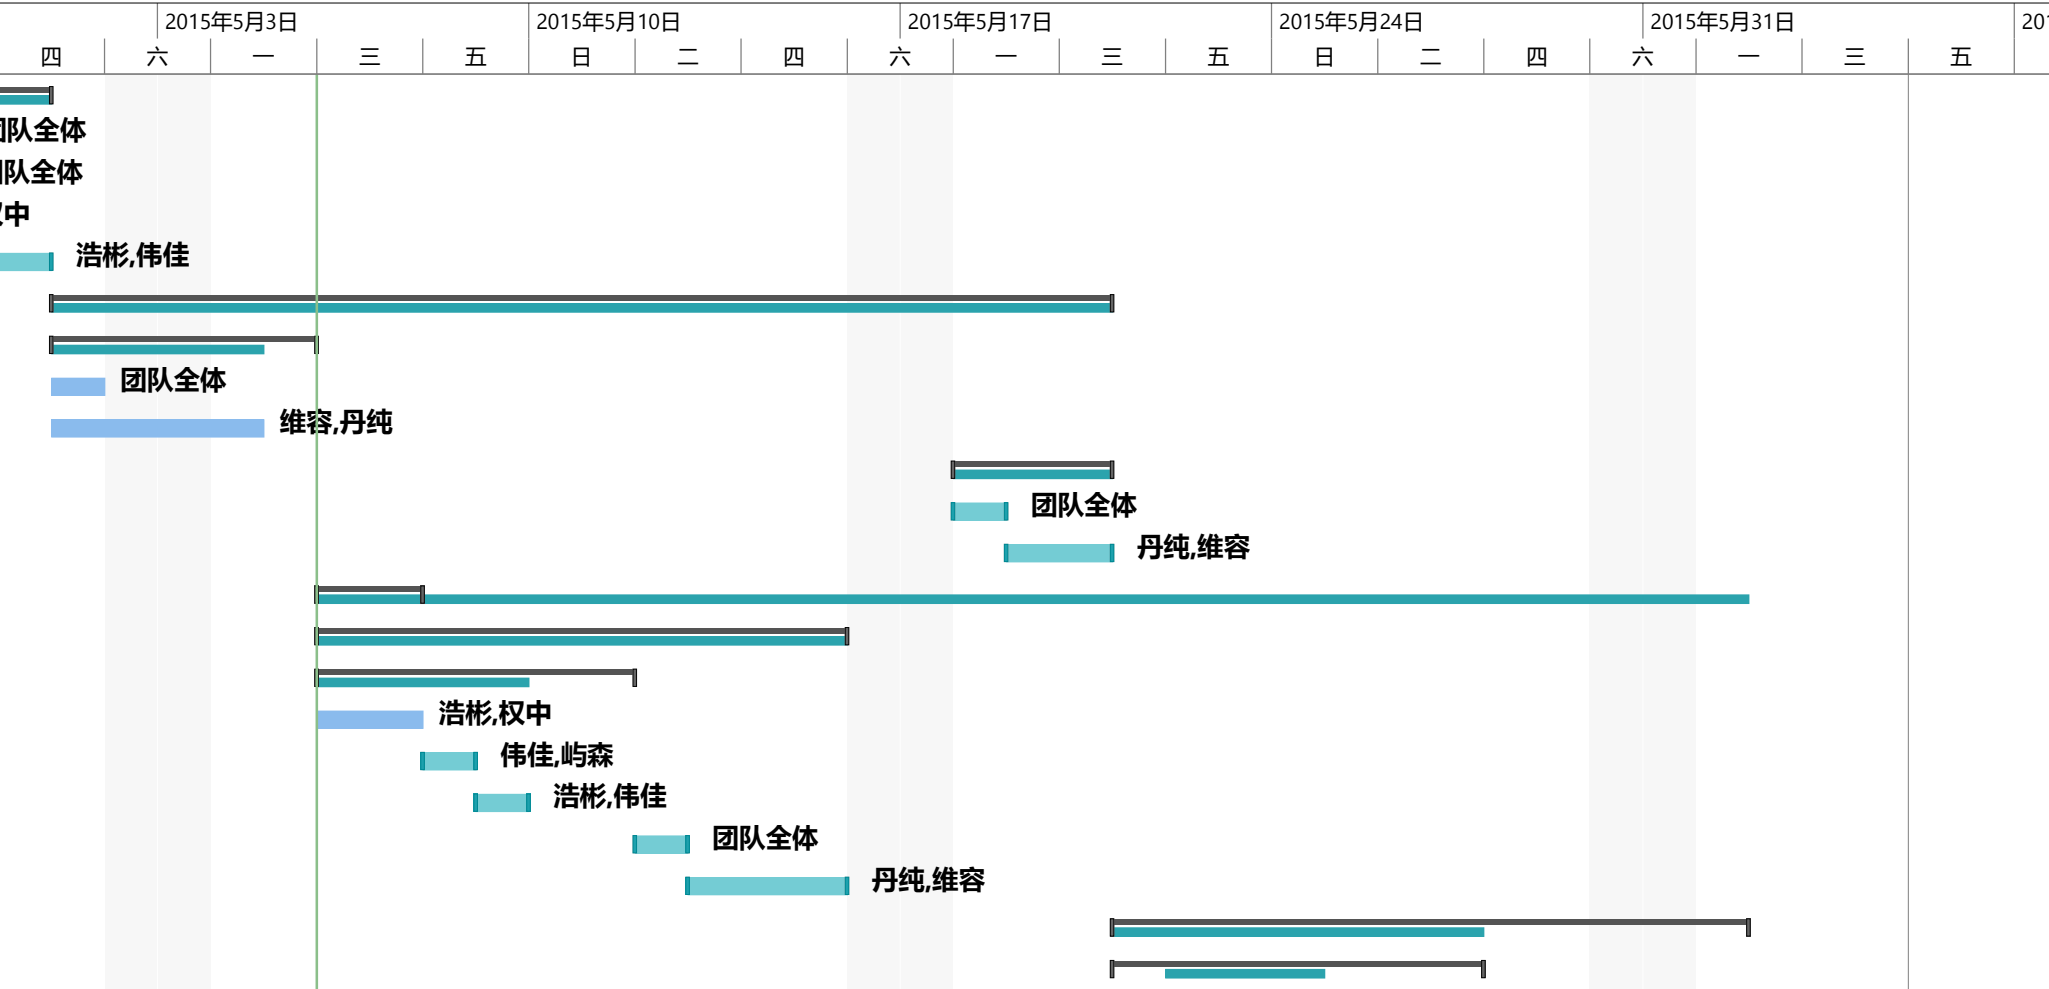 2015年5月3日 2015年5月10日 2015年5月17日 2015年5月24日 2015年5月31日 201
四 六 一 三 五 日 二 四 六 一 三 五 日 二 四 六 一 三 五
团队全体
团队全体
权中
浩彬,伟佳
团队全体
维容,丹纯
团队全体
丹纯,维容
浩彬,权中
伟佳,屿森
浩彬,伟佳
团队全体
丹纯,维容